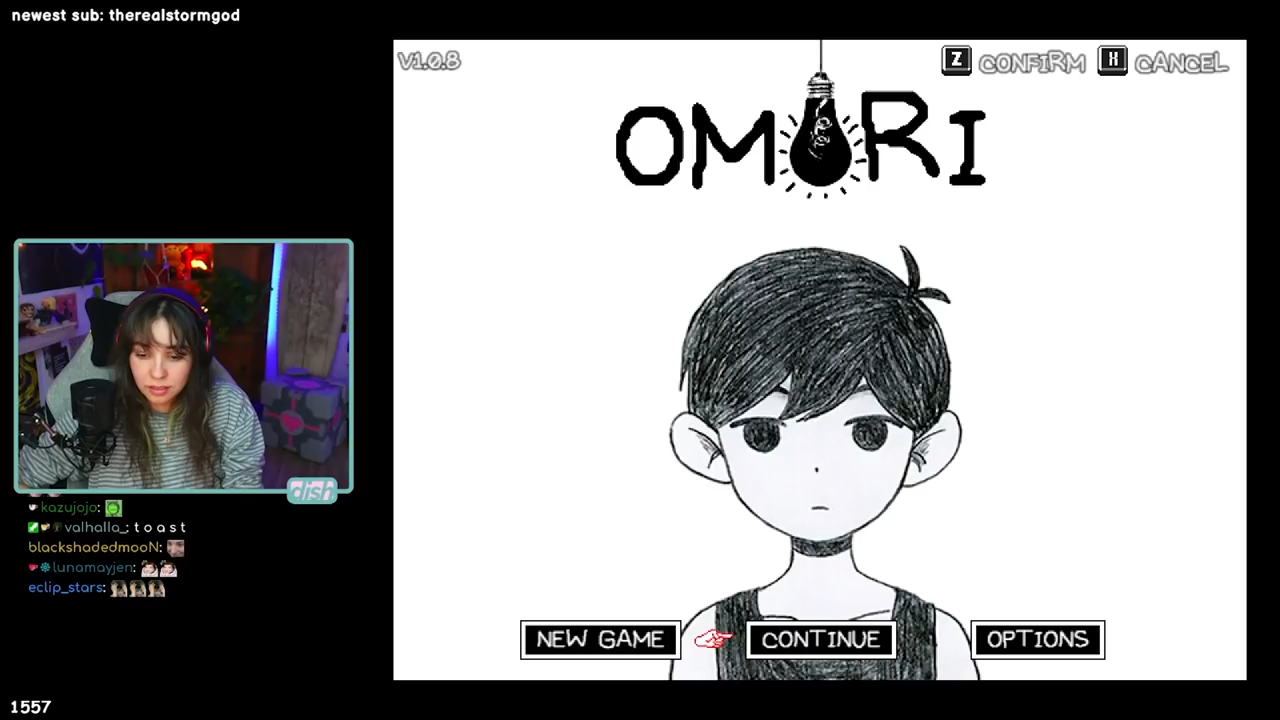 newest sub: therealstormgod
V1.0.8
Z CONFIRM X CANCEL
OMORI
dish
kazujojo:
valhalla_: t o a s t
blackshadedmooN:
lunamayjen:
eclip_stars:
NEW GAME CONTINUE OPTIONS
1557